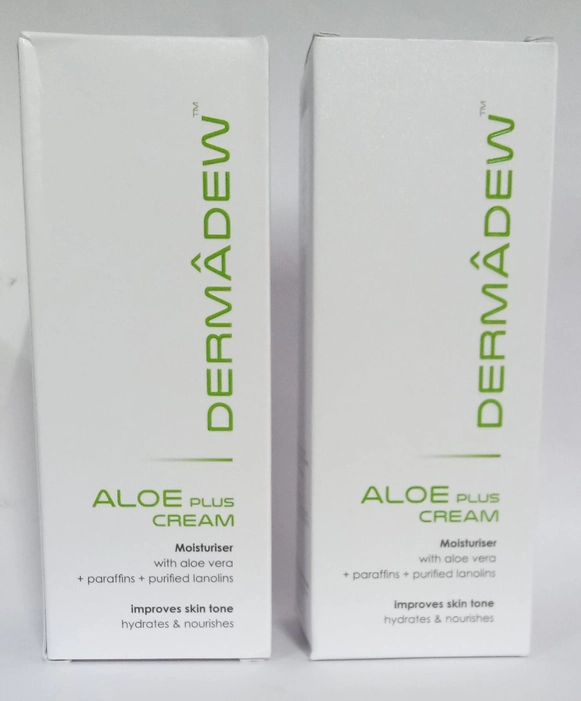 DERMÂDEW™
ALOE PLUS
CREAM
Moisturiser
with aloe vera
+ paraffins + purified lanolins
improves skin tone
hydrates & nourishes
DERMÂDEW™
ALOE PLUS
CREAM
Moisturiser
with aloe vera
+ paraffins + purified lanolins
improves skin tone
hydrates & nourishes